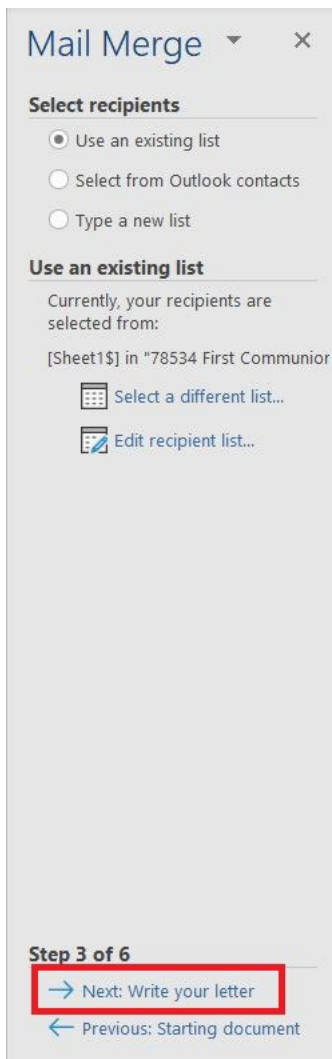 Mail Merge
Select recipients
Use an existing list
Select from Outlook contacts
Type a new list
Use an existing list
Currently, your recipients are
selected from:
[Sheet1$] in "78534 First Communior
Select a different list...
Edit recipient list...
Step 3 of 6
Next: Write your letter
Previous: Starting document